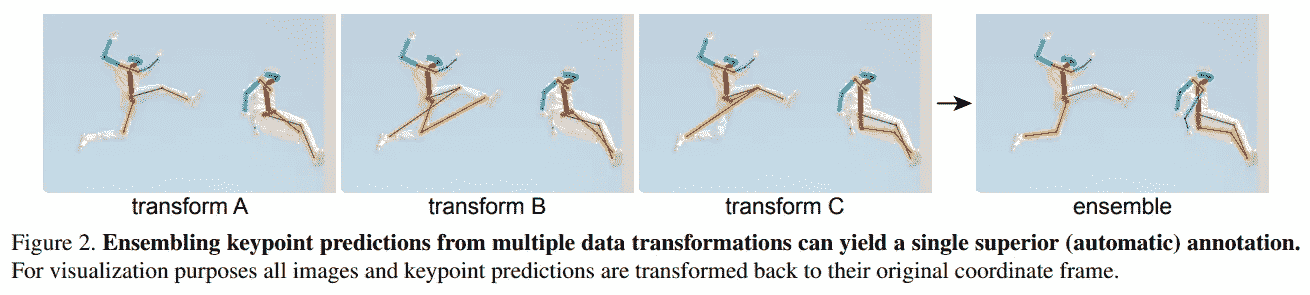 transform A
transform B
transform C
ensemble
Figure 2. Ensembling keypoint predictions from multiple data transformations can yield a single superior (automatic) annotation.
For visualization purposes all images and keypoint predictions are transformed back to their original coordinate frame.